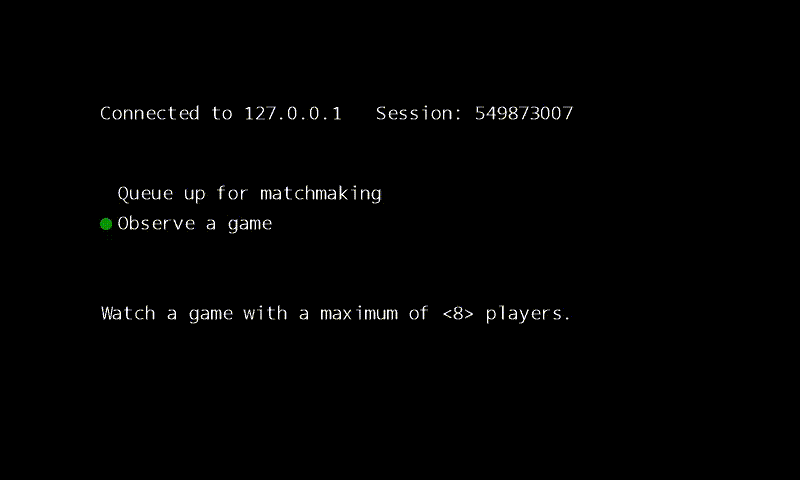 Connected to 127.0.0.1   Session: 549873007
Queue up for matchmaking
Observe a game
Watch a game with a maximum of <8> players.